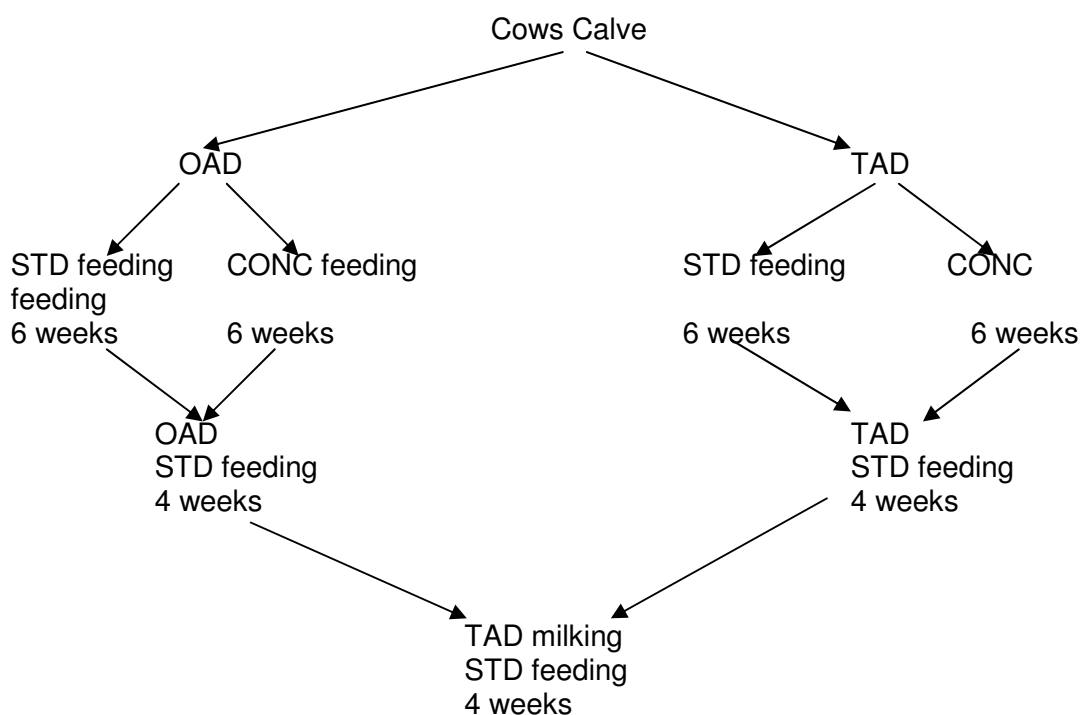 Cows Calve
OAD
TAD
STD feeding
CONC feeding
STD feeding
CONC
feeding
6 weeks
6 weeks
6 weeks
6 weeks
OAD
STD feeding
4 weeks
TAD
STD feeding
4 weeks
TAD milking
STD feeding
4 weeks